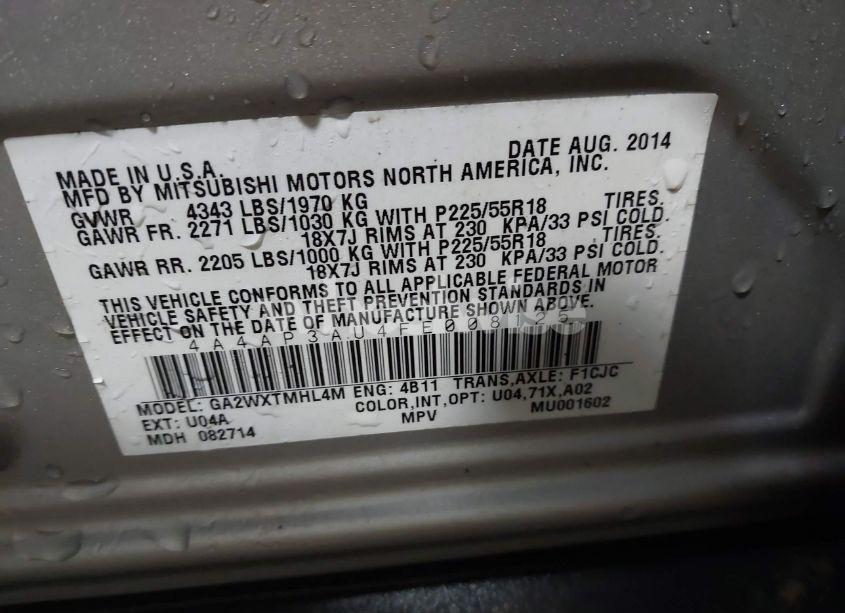 MADE IN U.S.A. DATE AUG. 2014
MFD BY MITSUBISHI MOTORS NORTH AMERICA, INC.
GVWR 4343 LBS/1970 KG
GAWR FR. 2271 LBS/1030 KG WITH P225/55R18 TIRES.
18X7J RIMS AT 230 KPA/33 PSI COLD.
GAWR RR. 2205 LBS/1000 KG WITH P225/55R18 TIRES.
18X7J RIMS AT 230 KPA/33 PSI COLD.
THIS VEHICLE CONFORMS TO ALL APPLICABLE FEDERAL MOTOR
VEHICLE SAFETY AND THEFT PREVENTION STANDARDS IN
EFFECT ON THE DATE OF MANUFACTURE SHOWN ABOVE.
MODEL: GA2WXTMHL4M ENG: 4B11 TRANS,AXLE: F1CJC
EXT: U04A COLOR,INT,OPT: U04,71X,A02
MDH 082714 MPV MU001602